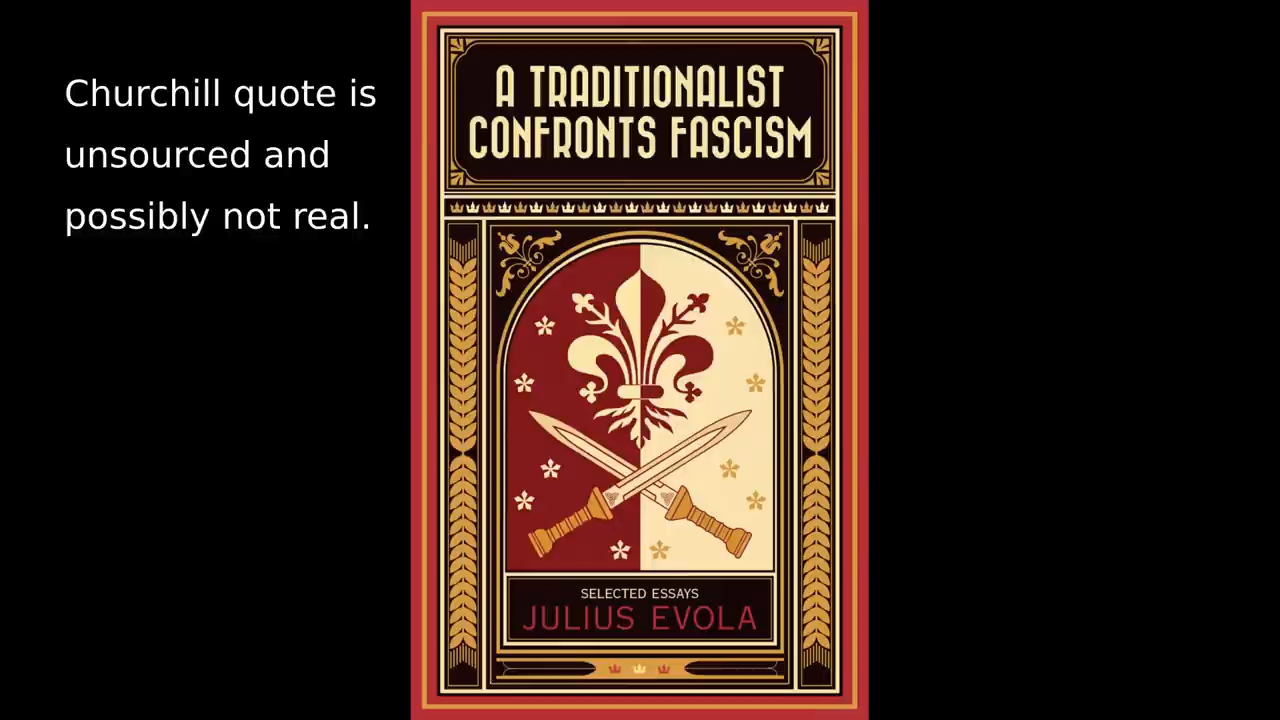 Churchill quote is
unsourced and
possibly not real.
A TRADITIONALIST
CONFRONTS FASCISM
SELECTED ESSAYS
JULIUS EVOLA